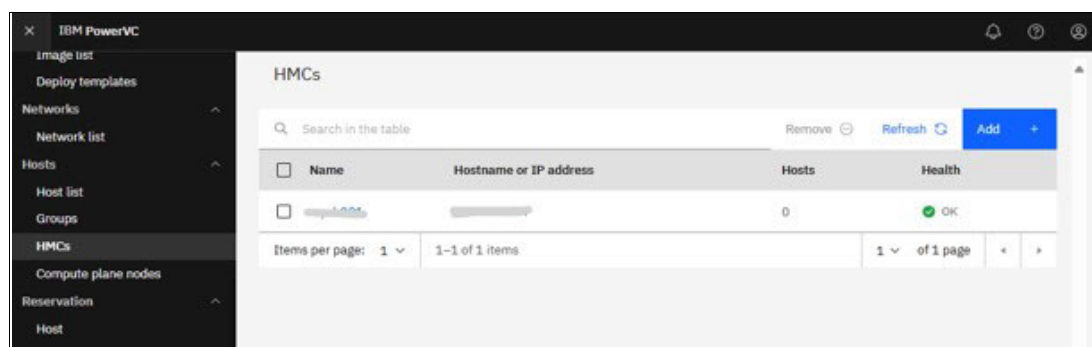 IBM PowerVC
Image list
Deploy templates
Networks
Network list
Hosts
Host list
Groups
HMCs
Compute plane nodes
Reservation
Host
HMCs
Search in the table
Remove
Refresh
Add +
Name Hostname or IP address Hosts Health
0 OK
Items per page: 1 1–1 of 1 items 1 of 1 page